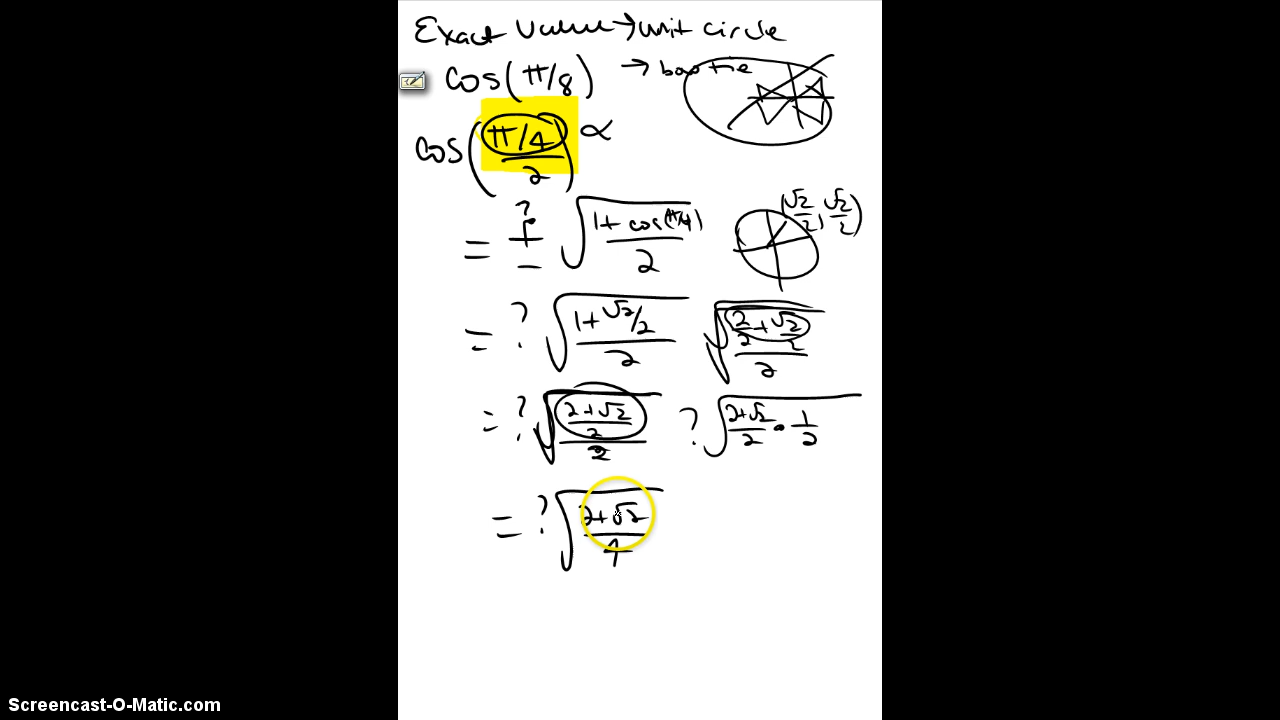 Exact Value → unit circle
cos(π/8) → bow tie
cos((π/4)/2) α
= ? ± √((1 + cos(π/4))/2) (√2/2, √2/2)
= ? √((1 + √2/2)/2) √((2/2 + √2/2)/2)
= ? √(((2+√2)/2)/2) ? √((2+√2)/2 · 1/2)
= ? √((2+√2)/4)
Screencast-O-Matic.com